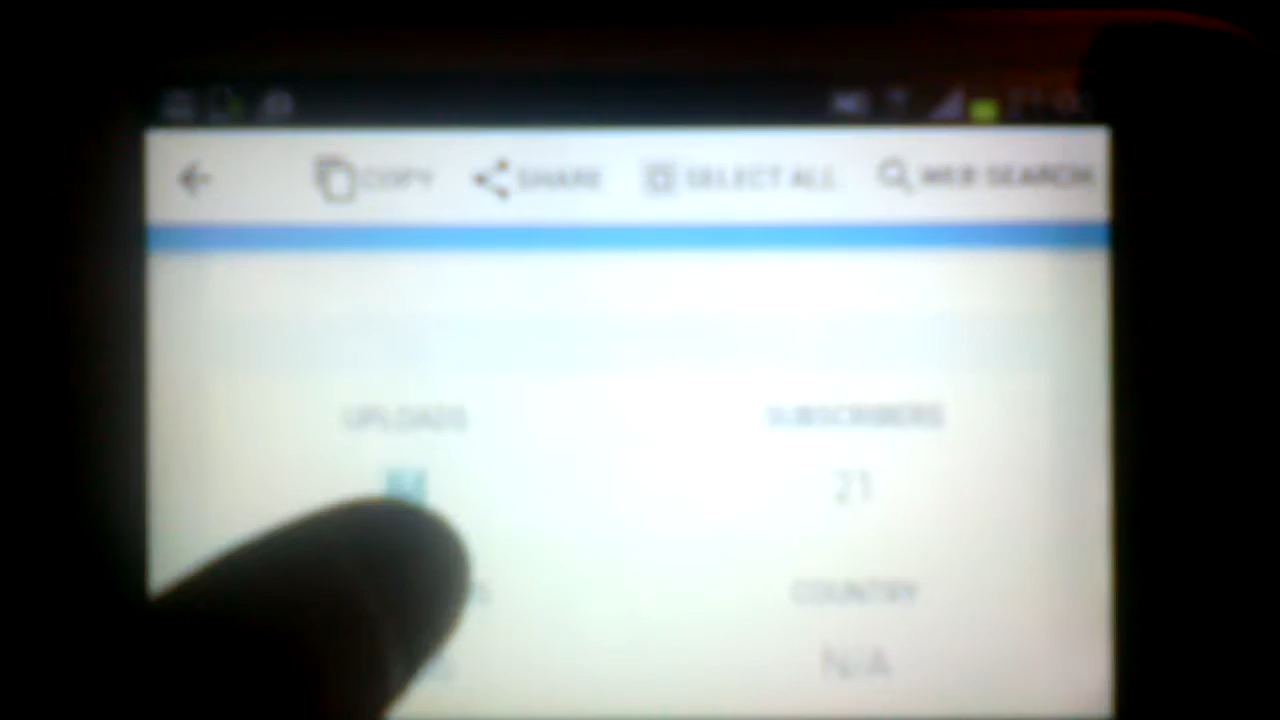 COPY SHARE SELECT ALL WEB SEARCH
UPLOADS SUBSCRIBERS
21
COUNTRY
N/A